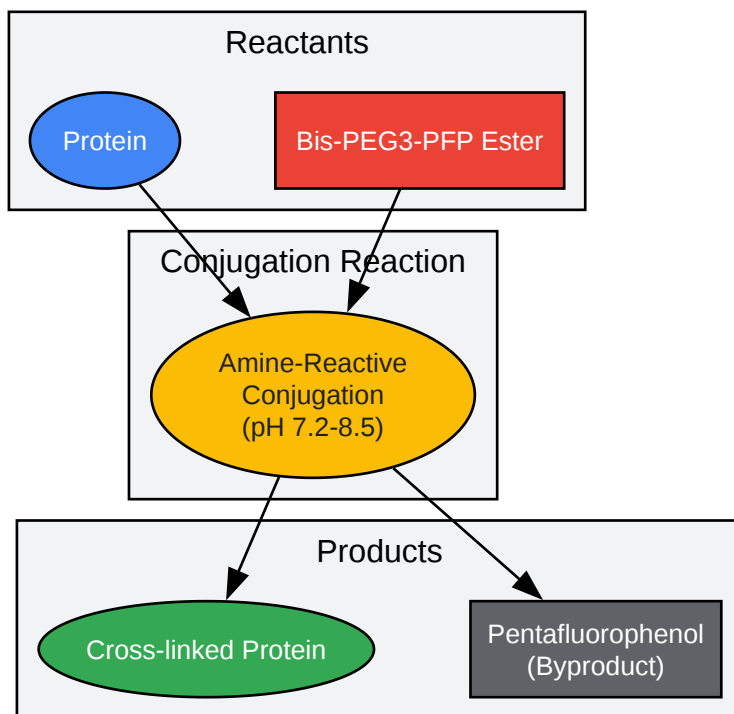 Reactants
Protein
Bis-PEG3-PFP Ester
Conjugation Reaction
Amine-Reactive
Conjugation
(pH 7.2-8.5)
Products
Cross-linked Protein
Pentafluorophenol
(Byproduct)